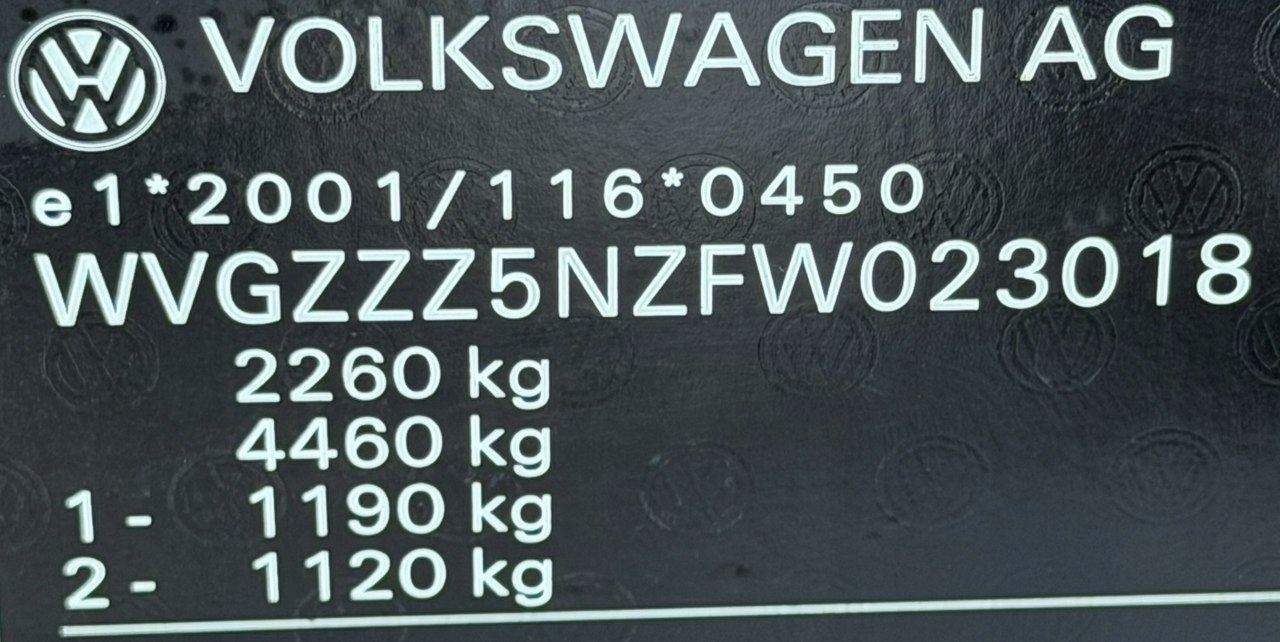 VOLKSWAGEN AG
e1*2001/116*0450
WVGZZZ5NZFW023018
2260 kg
4460 kg
1 - 1190 kg
2 - 1120 kg